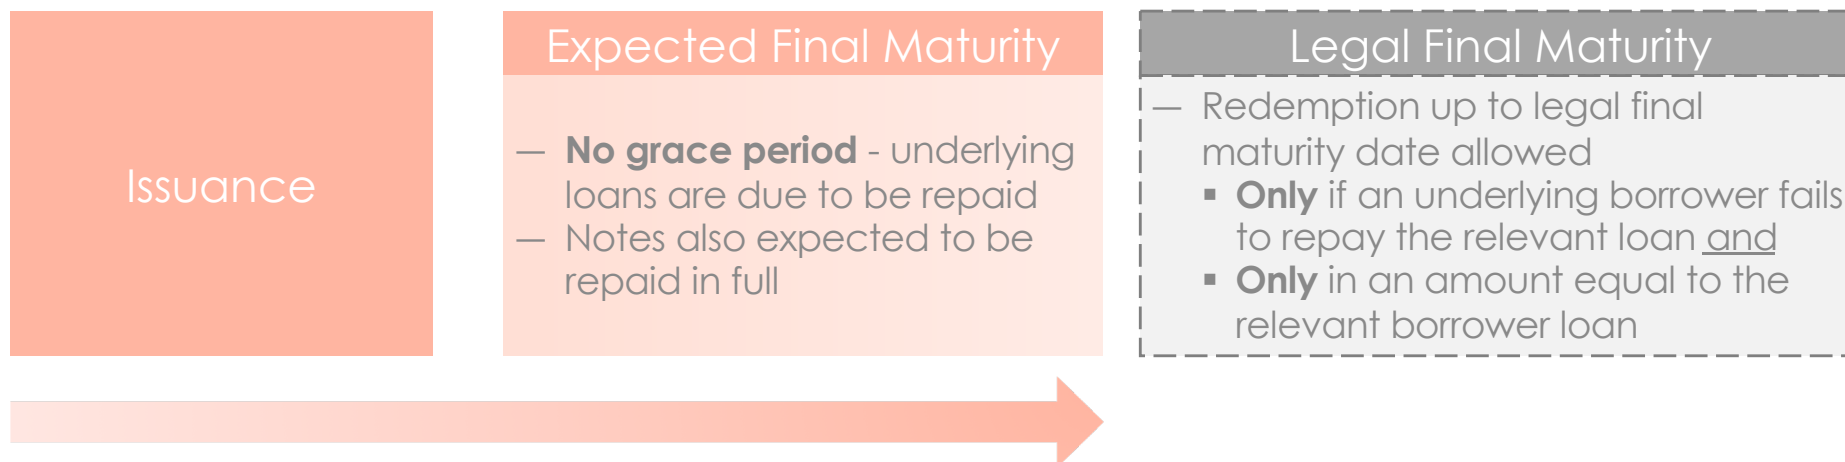 Issuance
Expected Final Maturity
— No grace period - underlying
loans are due to be repaid
— Notes also expected to be
repaid in full
Legal Final Maturity
— Redemption up to legal final
maturity date allowed
▪ Only if an underlying borrower fails
to repay the relevant loan and
▪ Only in an amount equal to the
relevant borrower loan